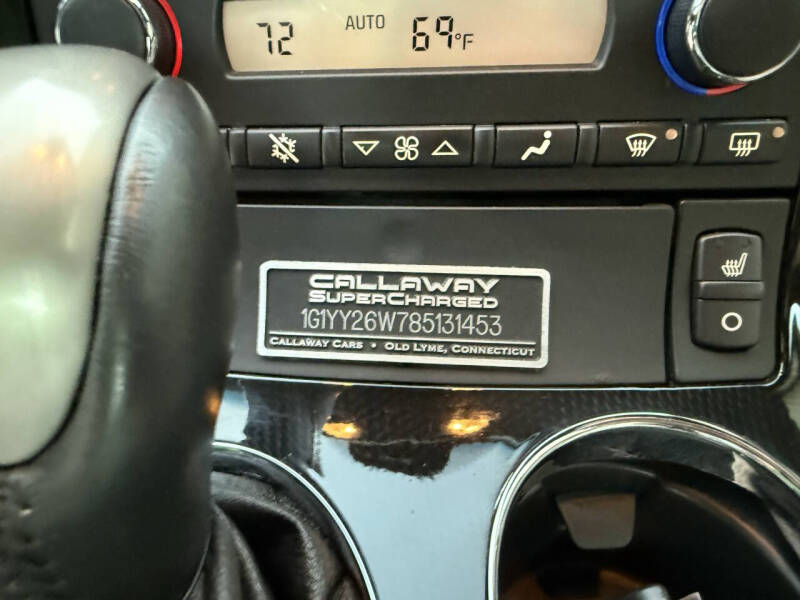 72 AUTO 69°F
CALLAWAY
SUPERCHARGED
1G1YY26W785131453
CALLAWAY CARS • OLD LYME, CONNECTICUT